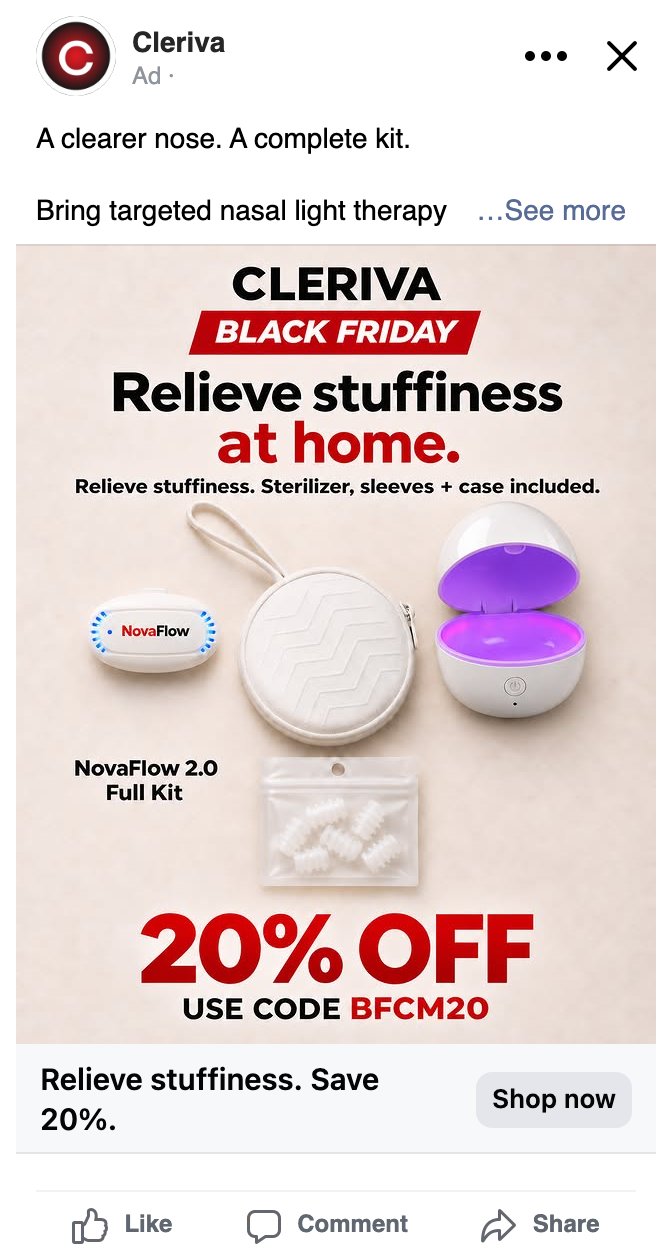 C
Cleriva
Ad ·
A clearer nose. A complete kit.
Bring targeted nasal light therapy ...See more
CLERIVA
BLACK FRIDAY
Relieve stuffiness
at home.
Relieve stuffiness. Sterilizer, sleeves + case included.
NovaFlow
NovaFlow 2.0
Full Kit
20% OFF
USE CODE BFCM20
Relieve stuffiness. Save
20%.
Shop now
Like
Comment
Share